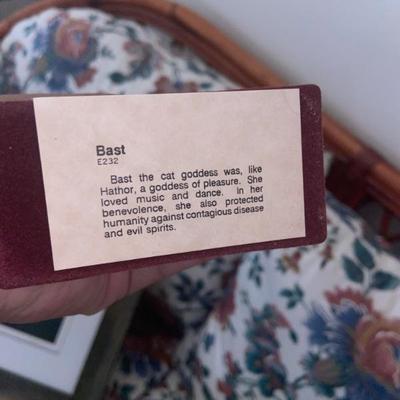 Bast
E232
Bast the cat goddess was, like
Hathor, a goddess of pleasure. She
loved music and dance. In her
benevolence, she also protected
humanity against contagious disease
and evil spirits.